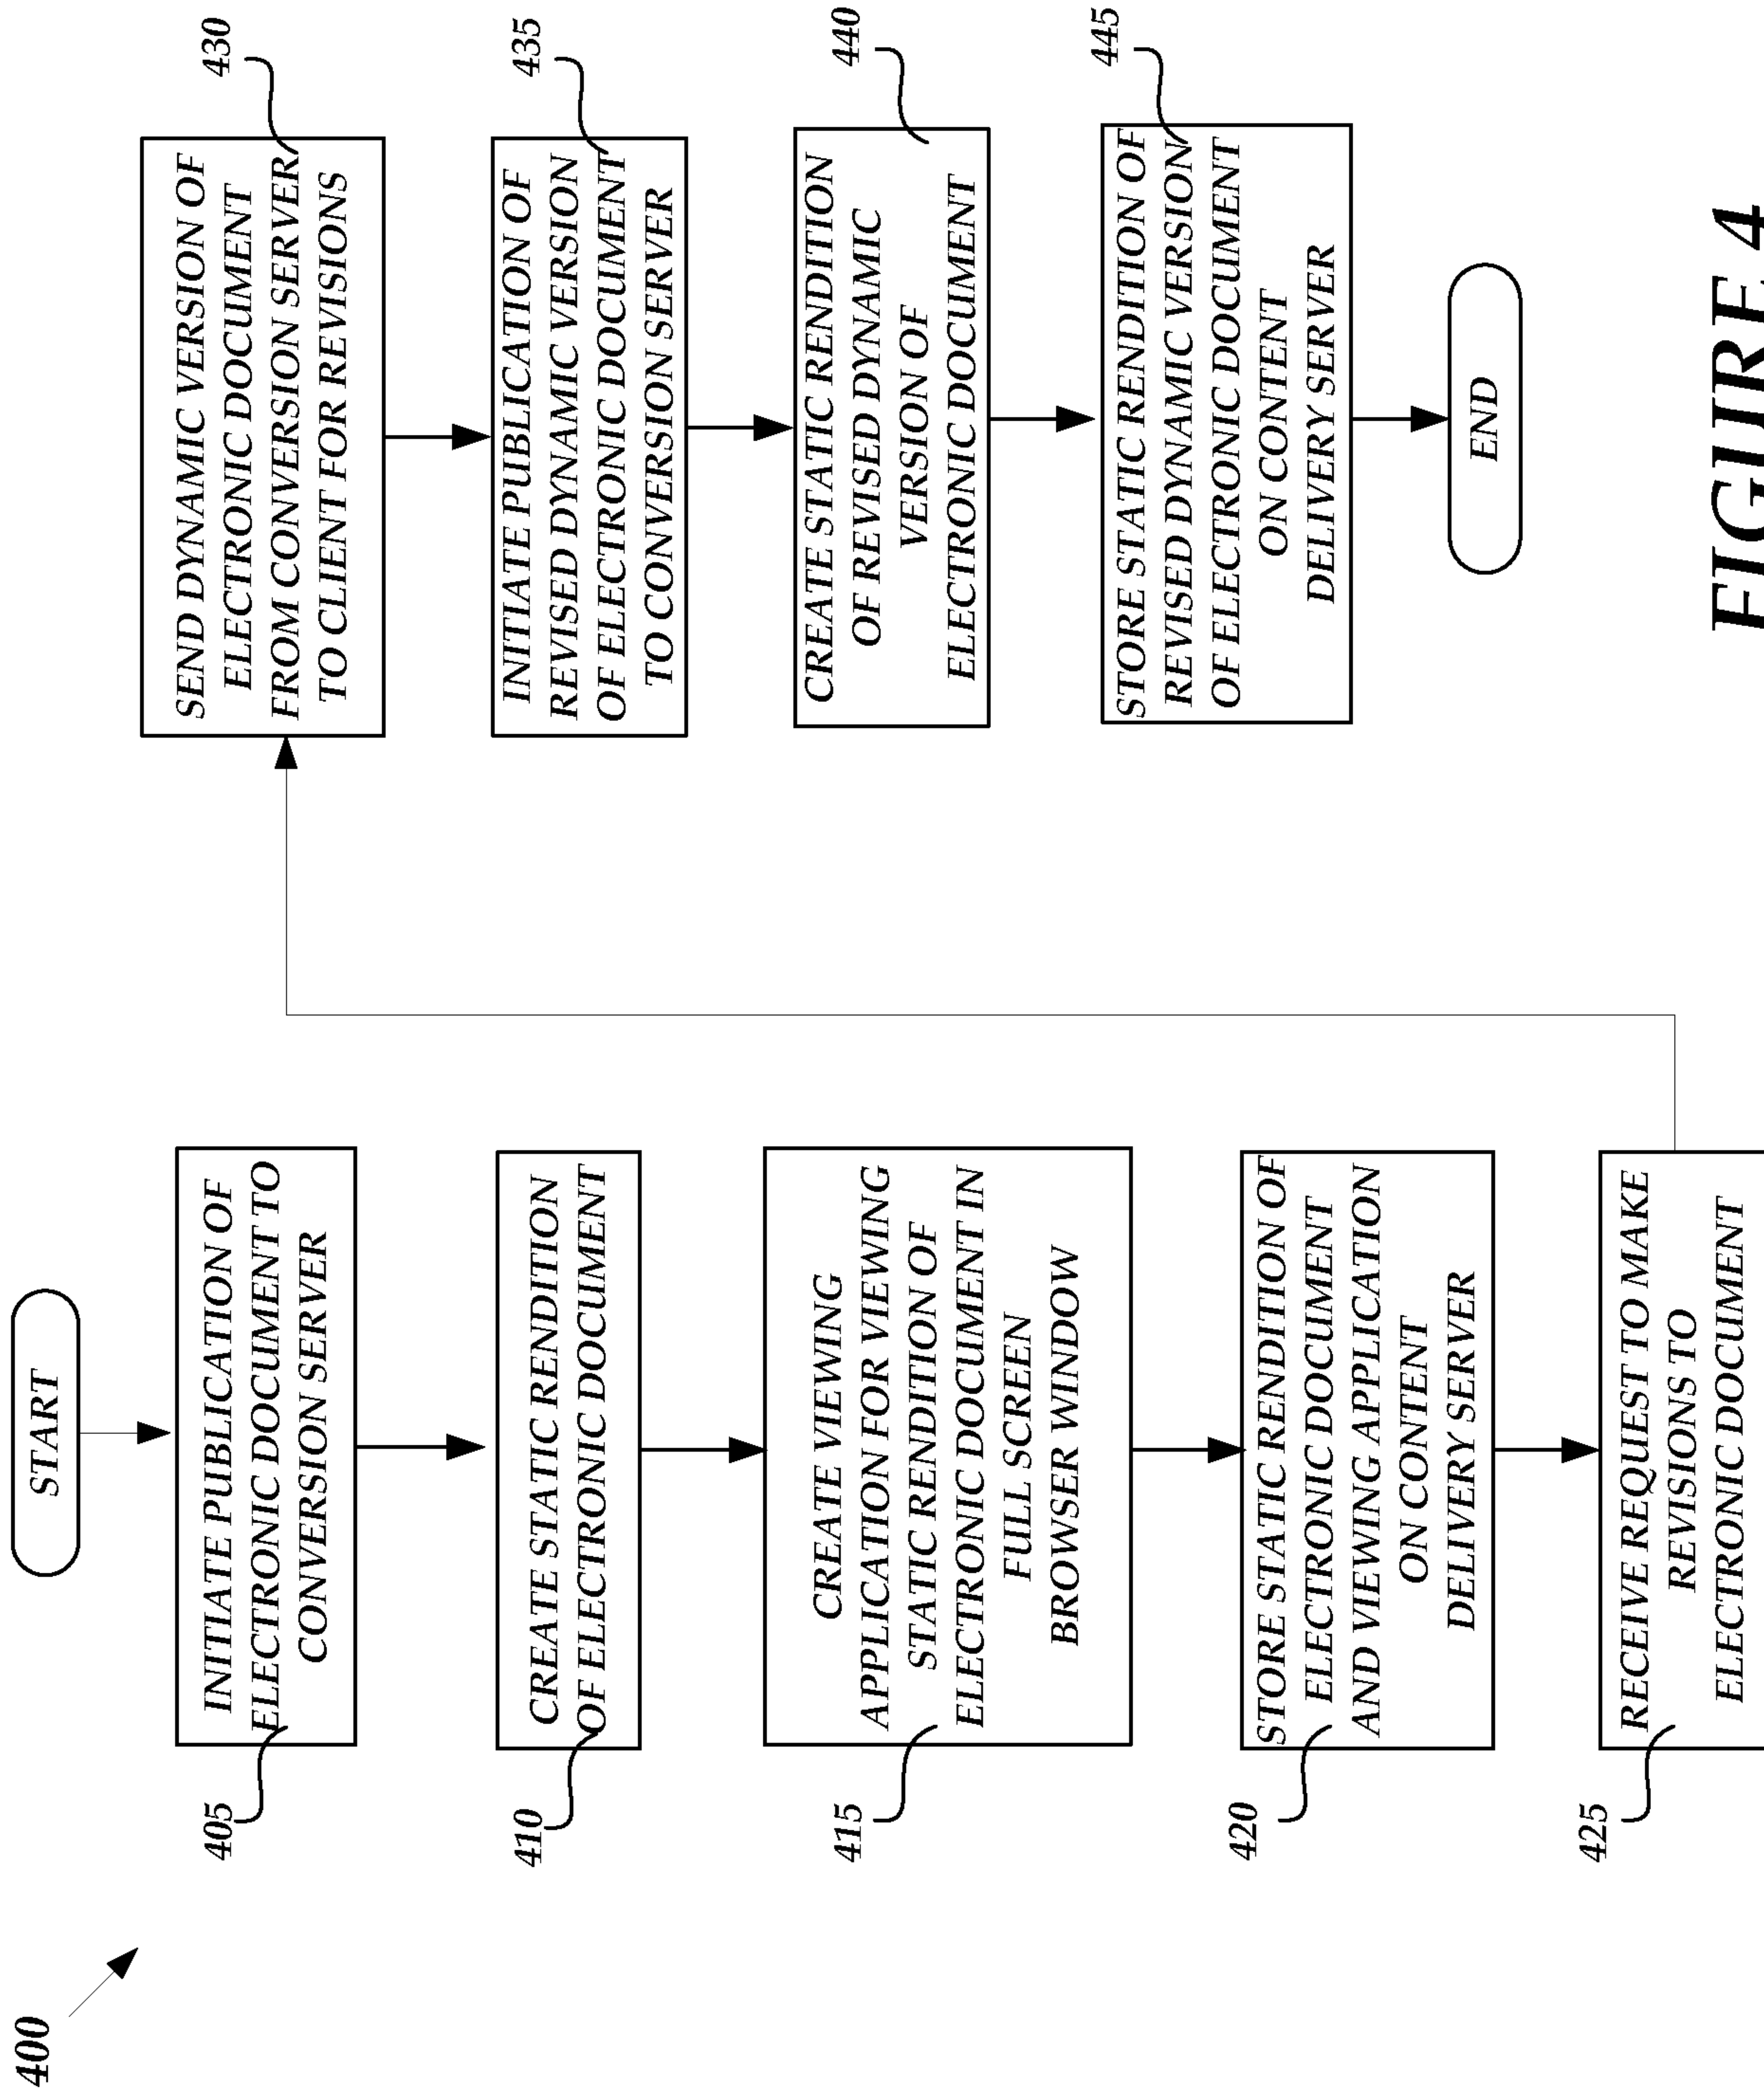 400
START
405
INITIATE PUBLICATION OF
ELECTRONIC DOCUMENT TO
CONVERSION SERVER
410
CREATE STATIC RENDITION
OF ELECTRONIC DOCUMENT
415
CREATE VIEWING
APPLICATION FOR VIEWING
STATIC RENDITION OF
ELECTRONIC DOCUMENT IN
FULL SCREEN
BROWSER WINDOW
420
STORE STATIC RENDITION OF
ELECTRONIC DOCUMENT
AND VIEWING APPLICATION
ON CONTENT
DELIVERY SERVER
425
RECEIVE REQUEST TO MAKE
REVISIONS TO
ELECTRONIC DOCUMENT
430
SEND DYNAMIC VERSION OF
ELECTRONIC DOCUMENT
FROM CONVERSION SERVER
TO CLIENT FOR REVISIONS
435
INITIATE PUBLICATION OF
REVISED DYNAMIC VERSION
OF ELECTRONIC DOCUMENT
TO CONVERSION SERVER
440
CREATE STATIC RENDITION
OF REVISED DYNAMIC
VERSION OF
ELECTRONIC DOCUMENT
445
STORE STATIC RENDITION OF
REVISED DYNAMIC VERSION
OF ELECTRONIC DOCUMENT
ON CONTENT
DELIVERY SERVER
END
FIGURE 4